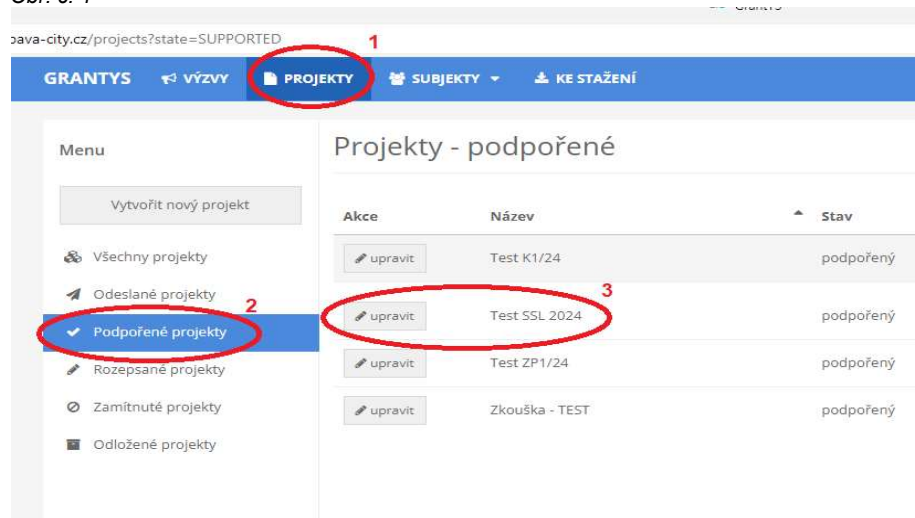 pava-city.cz/projects?state=SUPPORTED
1
GRANTYS VÝZVY PROJEKTY SUBJEKTY KE STAŽENÍ
Menu
Projekty - podpořené
Vytvořit nový projekt
Akce Název Stav
Všechny projekty
upravit Test K1/24 podpořený
Odeslané projekty
2
3
Podpořené projekty
upravit Test SSL 2024 podpořený
Rozepsané projekty
upravit Test ZP1/24 podpořený
Zamítnuté projekty
upravit Zkouška - TEST podpořený
Odložené projekty